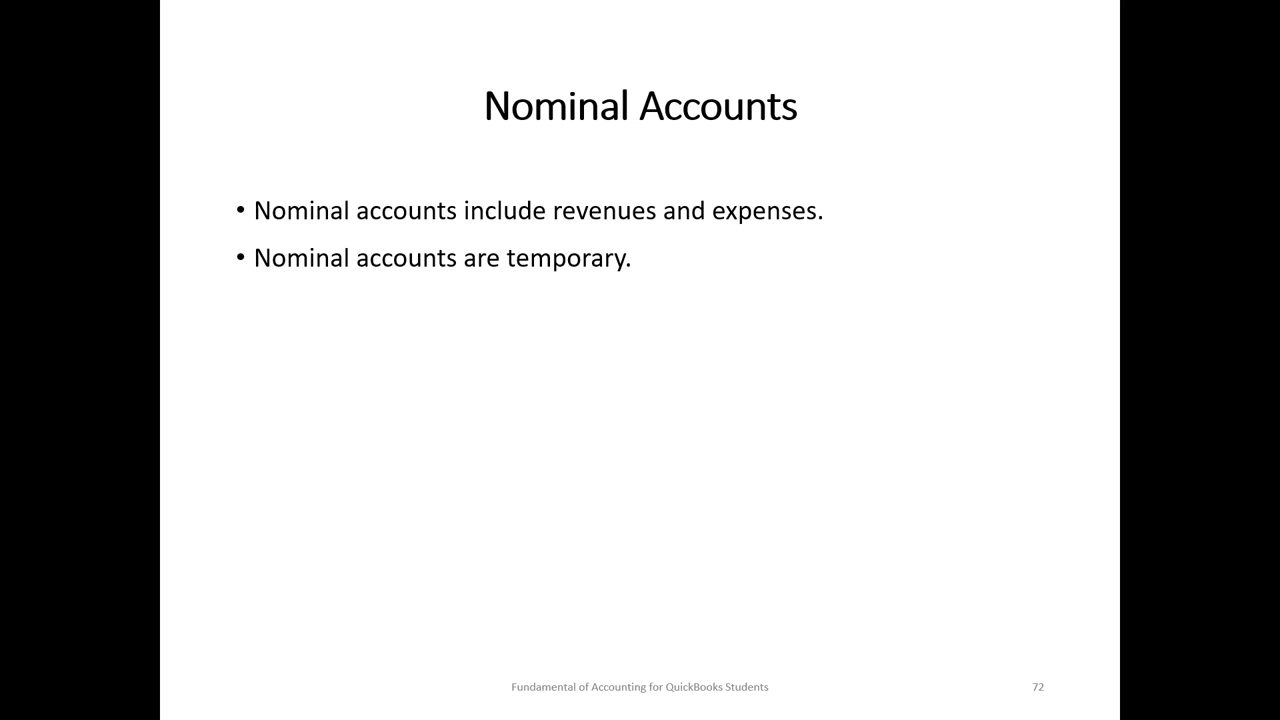 Nominal Accounts
• Nominal accounts include revenues and expenses.
• Nominal accounts are temporary.
Fundamental of Accounting for QuickBooks Students
72